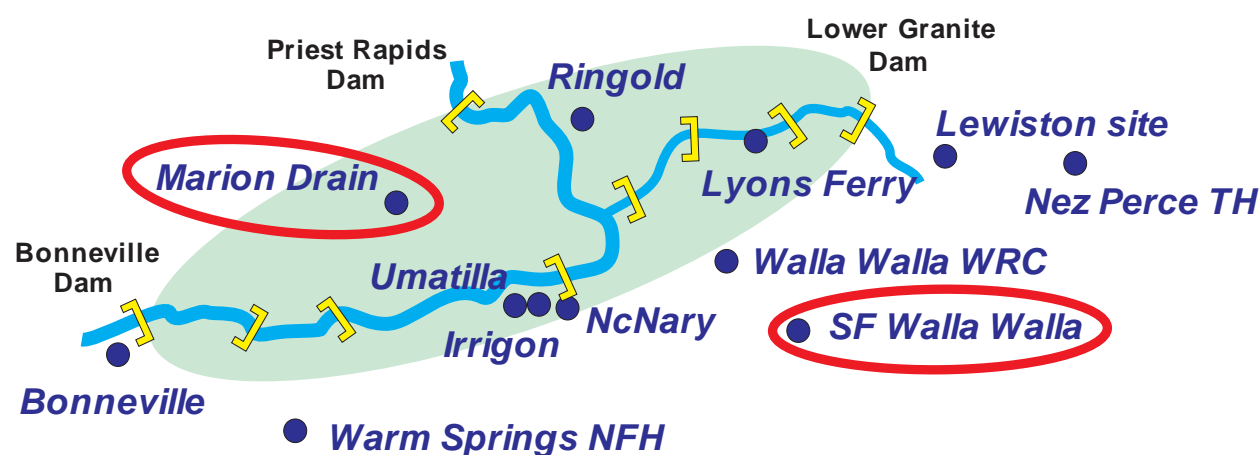 Lower Granite
Dam
Priest Rapids
Dam
Ringold
Lewiston site
Marion Drain
Lyons Ferry
Nez Perce TH
Bonneville
Dam
Umatilla
Walla Walla WRC
NcNary
SF Walla Walla
Irrigon
Bonneville
Warm Springs NFH